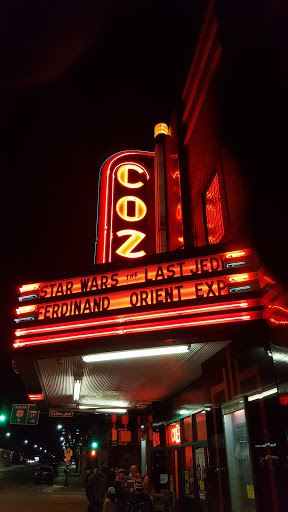 COZ
STAR WARS THE LAST JEDI
FERDINAND ORIENT EXP